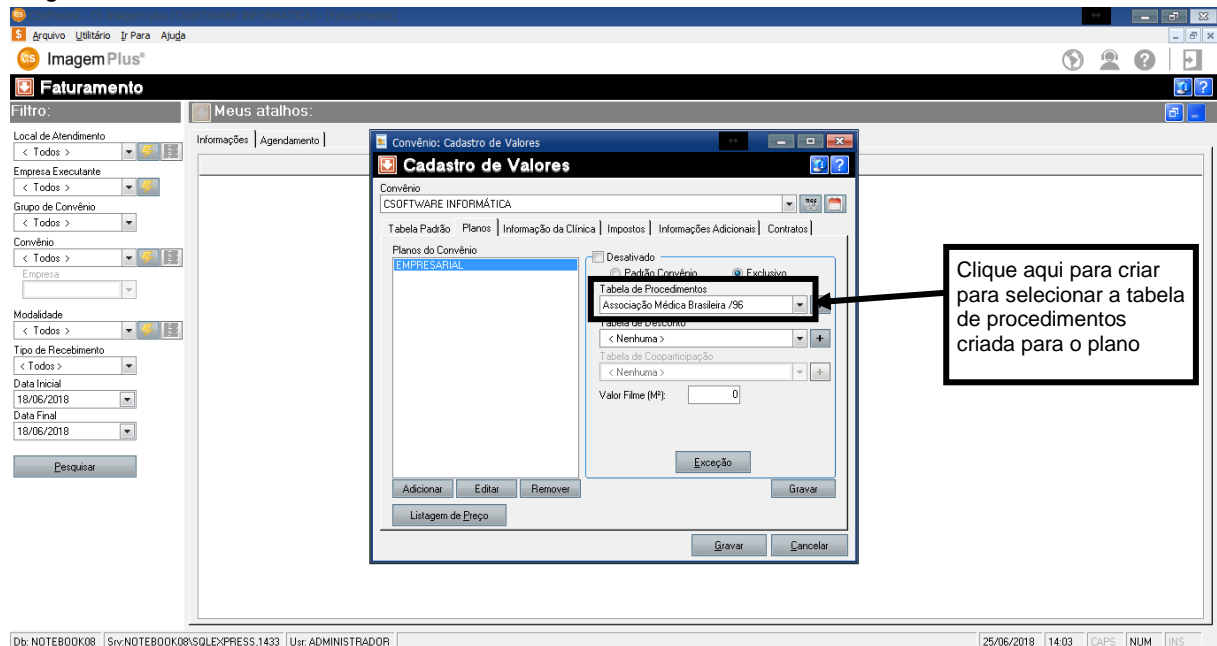 Arquivo Utilitário Ir Para Ajuda
CS ImagemPlus®
Faturamento
Filtro:
Meus atalhos:
Local de Atendimento
< Todos >
Empresa Executante
< Todos >
Grupo de Convênio
< Todos >
Convênio
< Todos >
Empresa
Modalidade
< Todos >
Tipo de Recebimento
< Todos >
Data Inicial
18/06/2018
Data Final
18/06/2018
Pesquisar
Informações Agendamento
Convênio: Cadastro de Valores
Cadastro de Valores
Convênio
CSOFTWARE INFORMÁTICA
Tabela Padrão Planos Informação da Clínica Impostos Informações Adicionais Contratos
Planos do Convênio
EMPRESARIAL
Desativado
Padrão Convênio Exclusivo
Tabela de Procedimentos
Associação Médica Brasileira /96
Tabela de Desconto
< Nenhuma >
Tabela de Cooparticipação
< Nenhuma >
Valor Filme (M²): 0
Exceção
Adicionar Editar Remover Gravar
Listagem de Preço
Gravar Cancelar
Clique aqui para criar
para selecionar a tabela
de procedimentos
criada para o plano
Db: NOTEBOOK08 Srv:NOTEBOOK08\SQLEXPRESS,1433 Usr: ADMINISTRADOR 25/06/2018 14:03 CAPS NUM INS